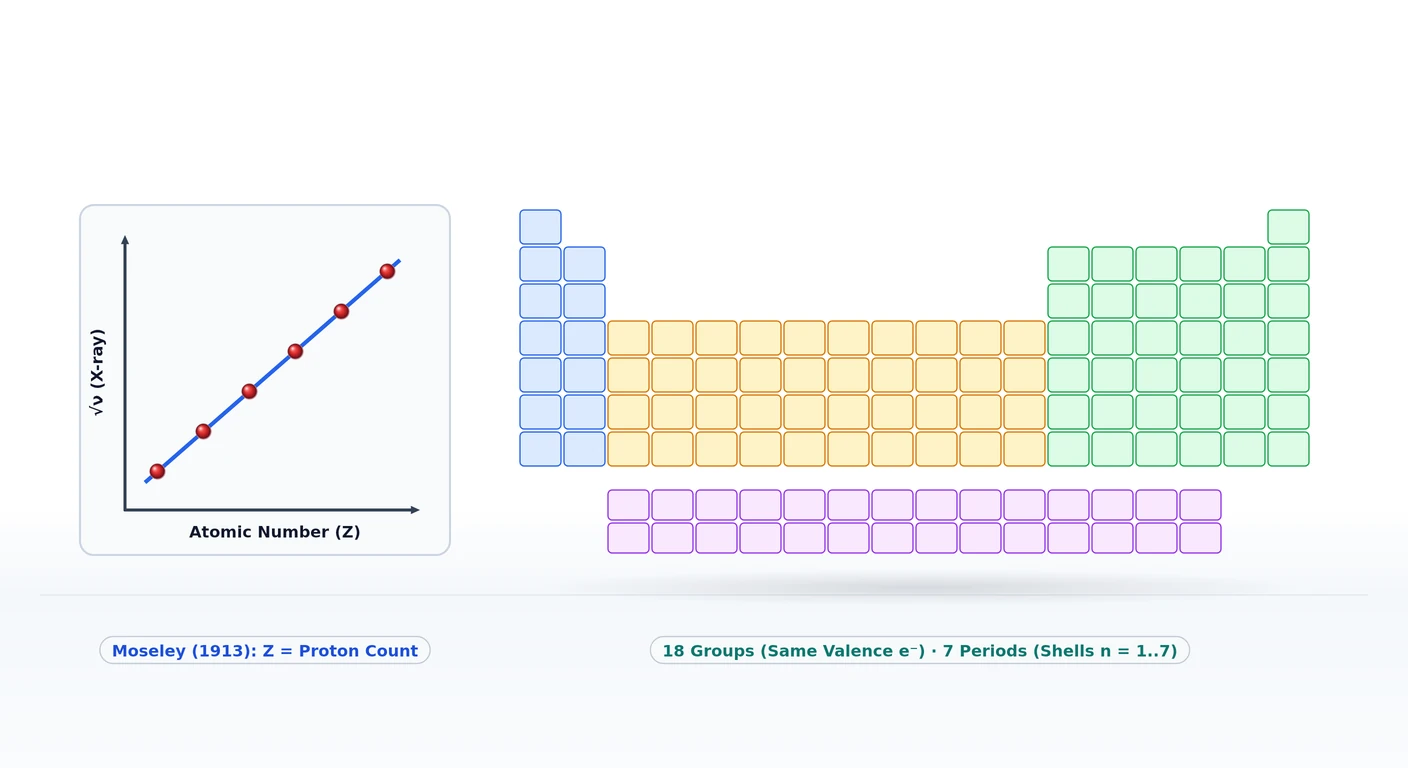 √ν (X-ray)
Atomic Number (Z)
Moseley (1913): Z = Proton Count
18 Groups (Same Valence e⁻) · 7 Periods (Shells n = 1..7)